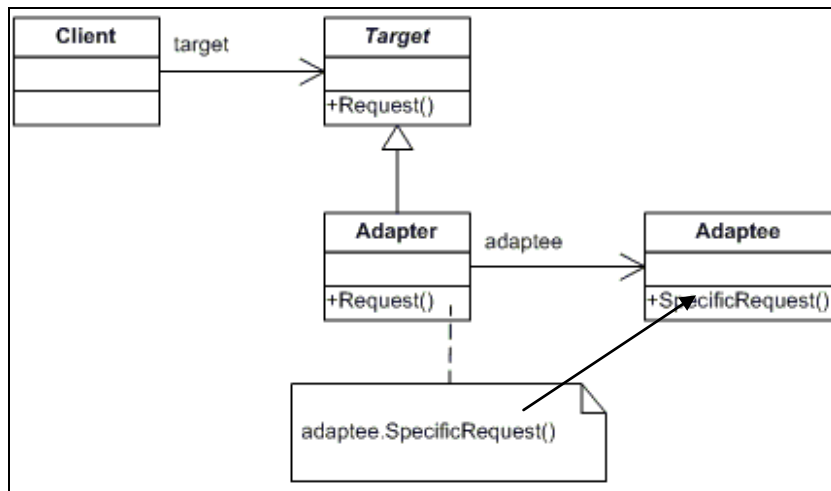 Client
target
Target
+Request()
Adapter
adaptee
Adaptee
+Request()
+SpecificRequest()
adaptee.SpecificRequest()